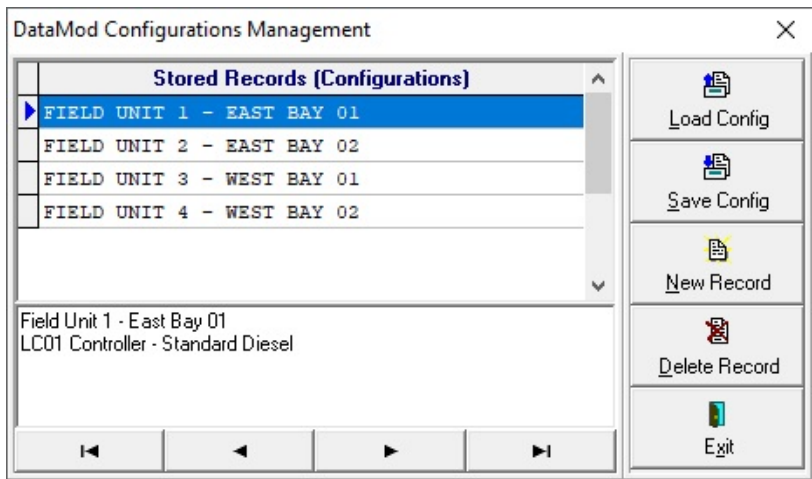 DataMod Configurations Management
Stored Records (Configurations)
FIELD UNIT 1 - EAST BAY 01
FIELD UNIT 2 - EAST BAY 02
FIELD UNIT 3 - WEST BAY 01
FIELD UNIT 4 - WEST BAY 02
Field Unit 1 - East Bay 01
LC01 Controller - Standard Diesel
Load Config
Save Config
New Record
Delete Record
Exit